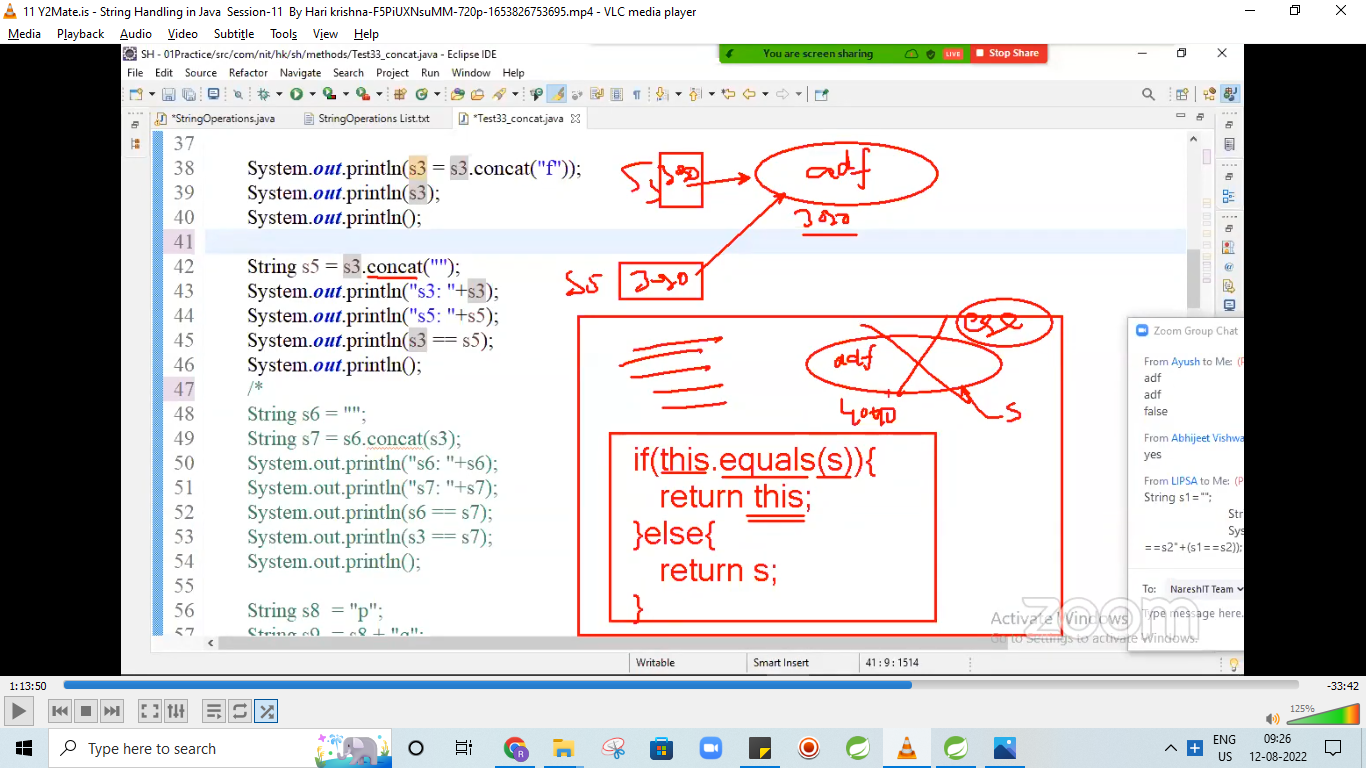 11 Y2Mate.is - String Handling in Java  Session-11  By Hari krishna-F5PiUXNsuMM-720p-1653826753695.mp4 - VLC media player
Media Playback Audio Video Subtitle Tools View Help
SH - 01Practice/src/com/nit/hk/sh/methods/Test33_concat.java - Eclipse IDE
You are screen sharing LIVE Stop Share
File Edit Source Refactor Navigate Search Project Run Window Help
*StringOperations.java StringOperations List.txt *Test33_concat.java
37
38 System.out.println(s3 = s3.concat("f"));
39 System.out.println(s3);
40 System.out.println();
41
42 String s5 = s3.concat("");
43 System.out.println("s3: "+s3);
44 System.out.println("s5: "+s5);
45 System.out.println(s3 == s5);
46 System.out.println();
47 /*
48 String s6 = "";
49 String s7 = s6.concat(s3);
50 System.out.println("s6: "+s6);
51 System.out.println("s7: "+s7);
52 System.out.println(s6 == s7);
53 System.out.println(s3 == s7);
54 System.out.println();
55
56 String s8  = "p";
57 String s9  = s8 + "q";
adf
S5
adf
S
if(this.equals(s)){
return this;
}else{
return s;
}
Zoom Group Chat
From Ayush to Me: (P
adf
adf
false
From Abhijeet Vishwa
yes
From LIPSA to Me: (P
String s1="";
Str
Sys
==s2"+(s1==s2));
To: NareshIT Team
Type message here.
zoom
Activate Windows
Go to Settings to activate Windows.
Writable Smart Insert 41 : 9 : 1514
1:13:50 -33:42
125%
Type here to search
ENG
US
09:26
12-08-2022